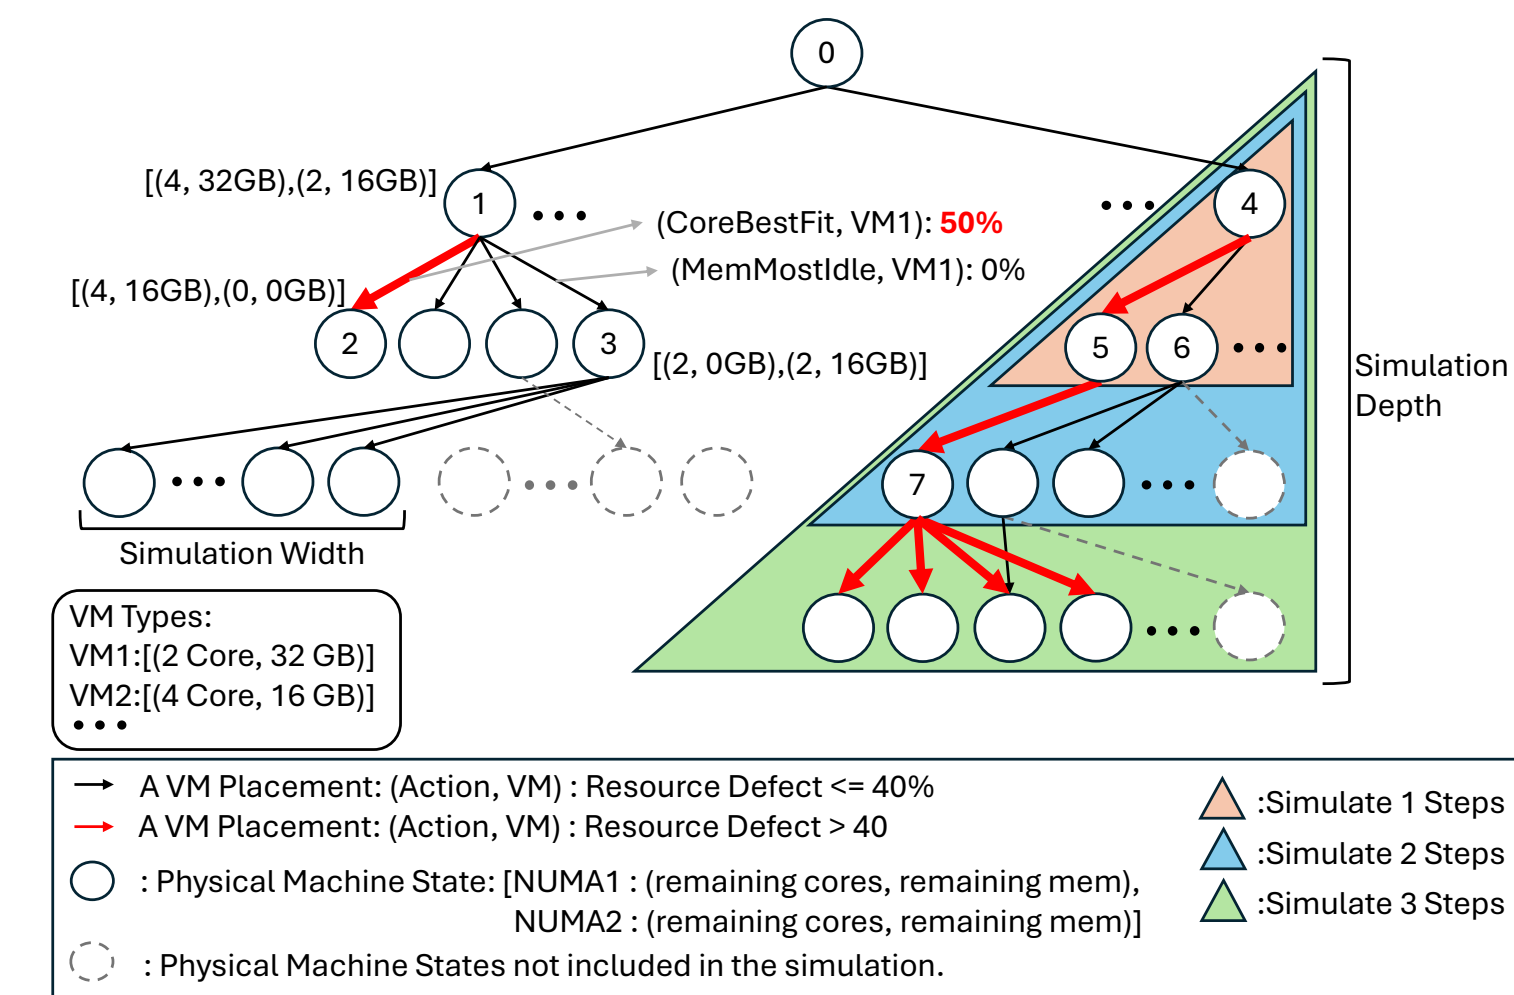 0
[(4, 32GB),(2, 16GB)]
1
•••
(CoreBestFit, VM1): 50%
•••
4
(MemMostIdle, VM1): 0%
[(4, 16GB),(0, 0GB)]
2
3
[(2, 0GB),(2, 16GB)]
5
6
•••
Simulation
Depth
•••
•••
7
•••
Simulation Width
•••
VM Types:
VM1:[(2 Core, 32 GB)]
VM2:[(4 Core, 16 GB)]
•••
A VM Placement: (Action, VM) : Resource Defect <= 40%
A VM Placement: (Action, VM) : Resource Defect > 40
: Physical Machine State: [NUMA1 : (remaining cores, remaining mem),
NUMA2 : (remaining cores, remaining mem)]
: Physical Machine States not included in the simulation.
:Simulate 1 Steps
:Simulate 2 Steps
:Simulate 3 Steps